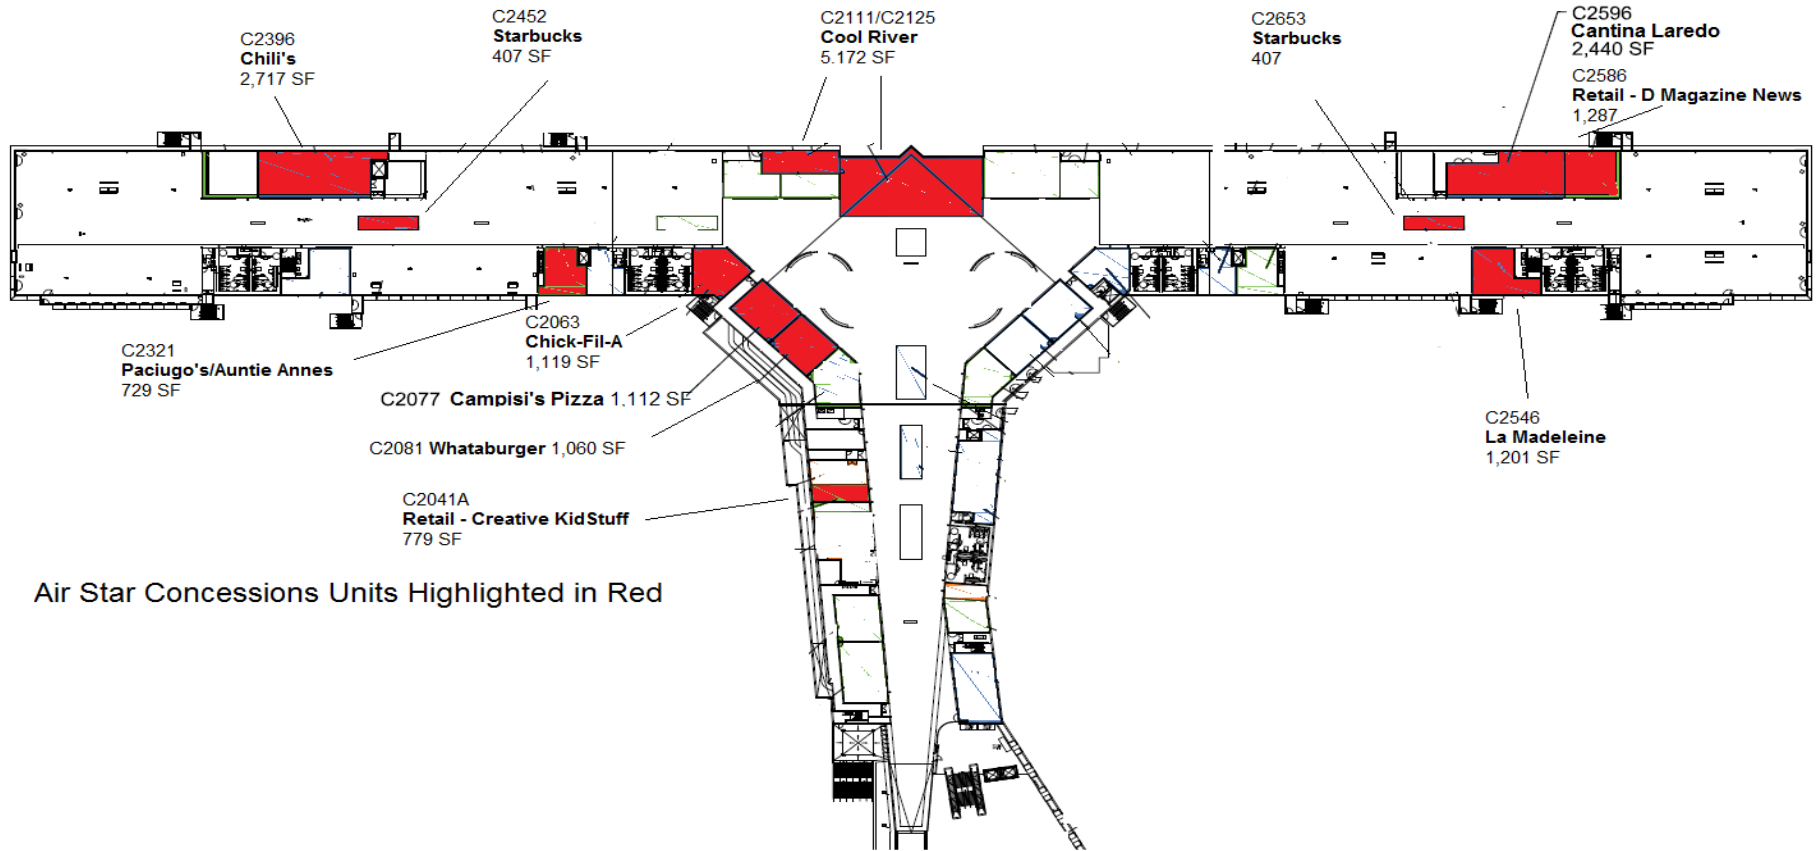 C2396
Chili's
2,717 SF
C2452
Starbucks
407 SF
C2111/C2125
Cool River
5.172 SF
C2653
Starbucks
407
C2596
Cantina Laredo
2,440 SF
C2586
Retail - D Magazine News
1,287
C2321
Paciugo's/Auntie Annes
729 SF
C2063
Chick-Fil-A
1,119 SF
C2077 Campisi's Pizza 1,112 SF
C2081 Whataburger 1,060 SF
C2041A
Retail - Creative KidStuff
779 SF
C2546
La Madeleine
1,201 SF
Air Star Concessions Units Highlighted in Red